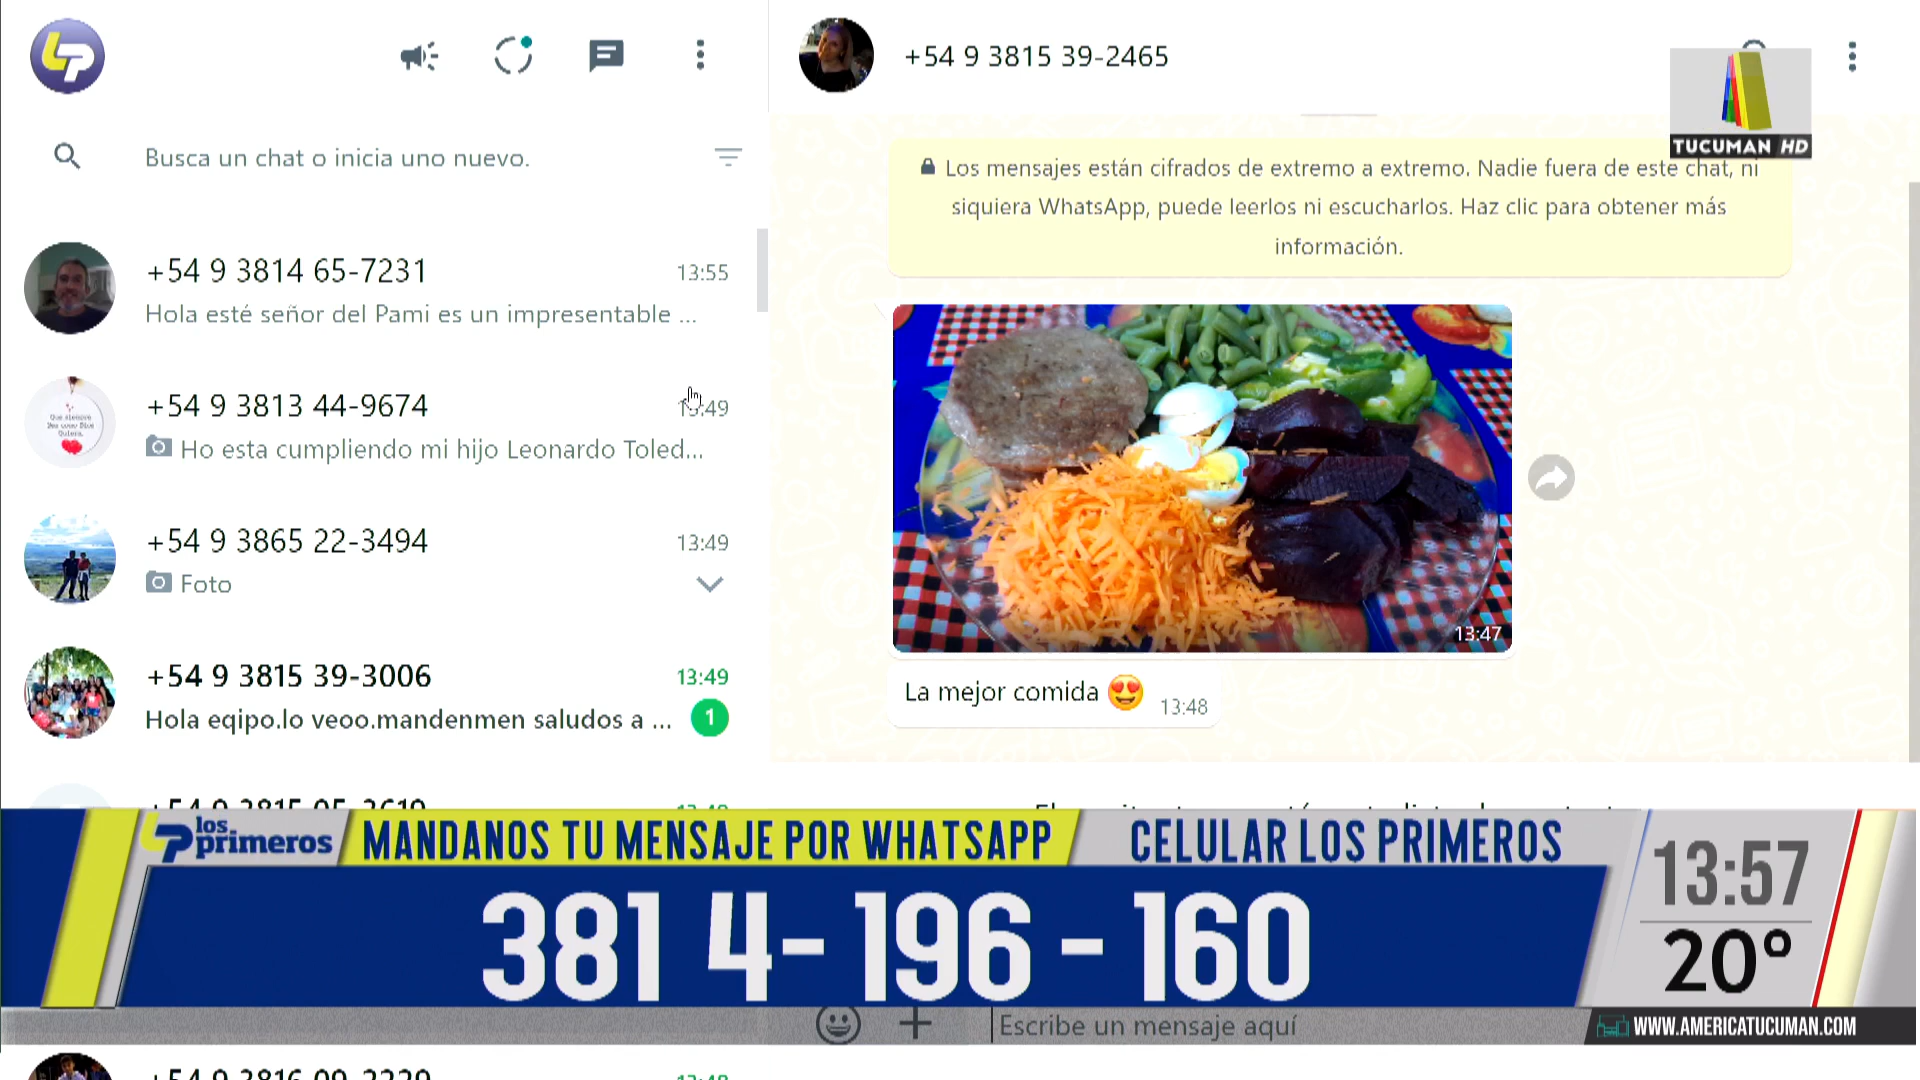 +54 9 3815 39-2465
TUCUMAN HD
Busca un chat o inicia uno nuevo.
+54 9 3814 65-7231
13:55
Hola esté señor del Pami es un impresentable ...
+54 9 3813 44-9674
Ho esta cumpliendo mi hijo Leonardo Toled...
+54 9 3865 22-3494
13:49
Foto
+54 9 3815 39-3006
13:49
Hola eqipo.lo veoo.mandenmen saludos a ...
1
Los mensajes están cifrados de extremo a extremo. Nadie fuera de este chat, ni
siquiera WhatsApp, puede leerlos ni escucharlos. Haz clic para obtener más
información.
13:47
La mejor comida 😍
13:48
los
primeros
MANDANOS TU MENSAJE POR WHATSAPP
CELULAR LOS PRIMEROS
381 4- 196 - 160
13:57
20°
Escribe un mensaje aquí
WWW.AMERICATUCUMAN.COM